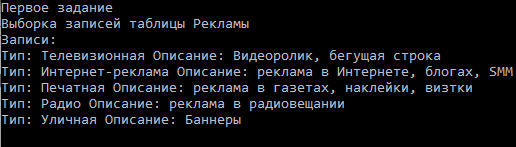 Первое задание
Выборка записей таблицы Рекламы
Записи:
Тип: Телевизионная Описание: Видеоролик, бегущая строка
Тип: Интернет-реклама Описание: реклама в Интернете, блогах, SMM
Тип: Печатная Описание: реклама в газетах, наклейки, визтки
Тип: Радио Описание: реклама в радиовещании
Тип: Уличная Описание: Баннеры